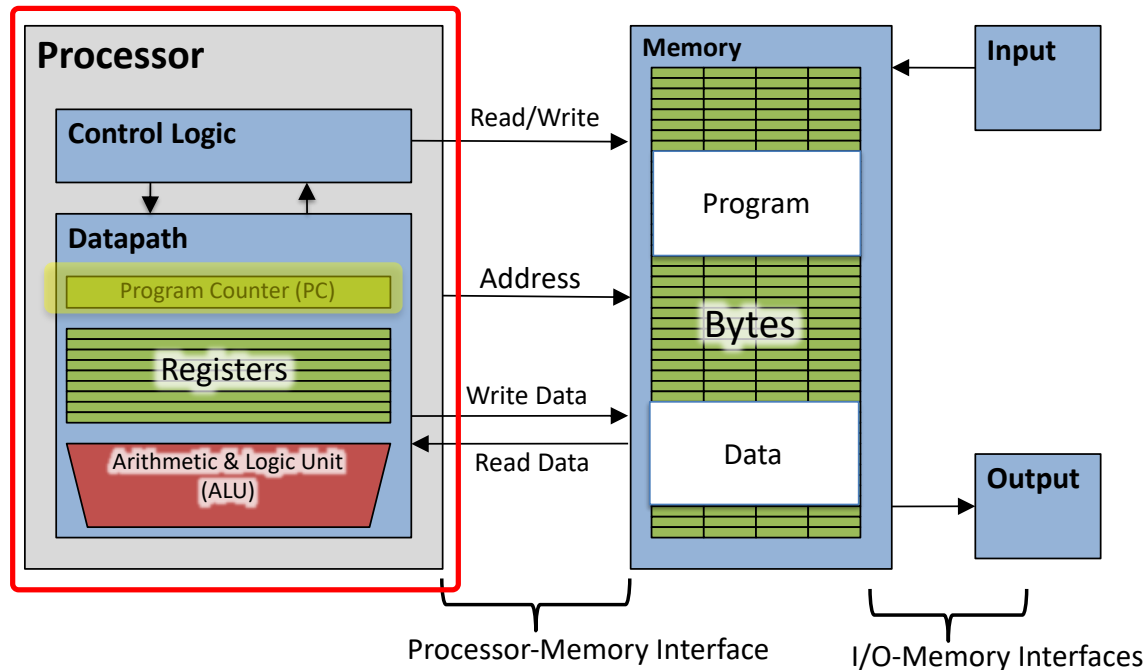 Processor
Control Logic
Datapath
Program Counter (PC)
Registers
Arithmetic & Logic Unit
(ALU)
Read/Write
Address
Write Data
Read Data
Processor-Memory Interface
Memory
Program
Bytes
Data
Input
Output
I/O-Memory Interfaces